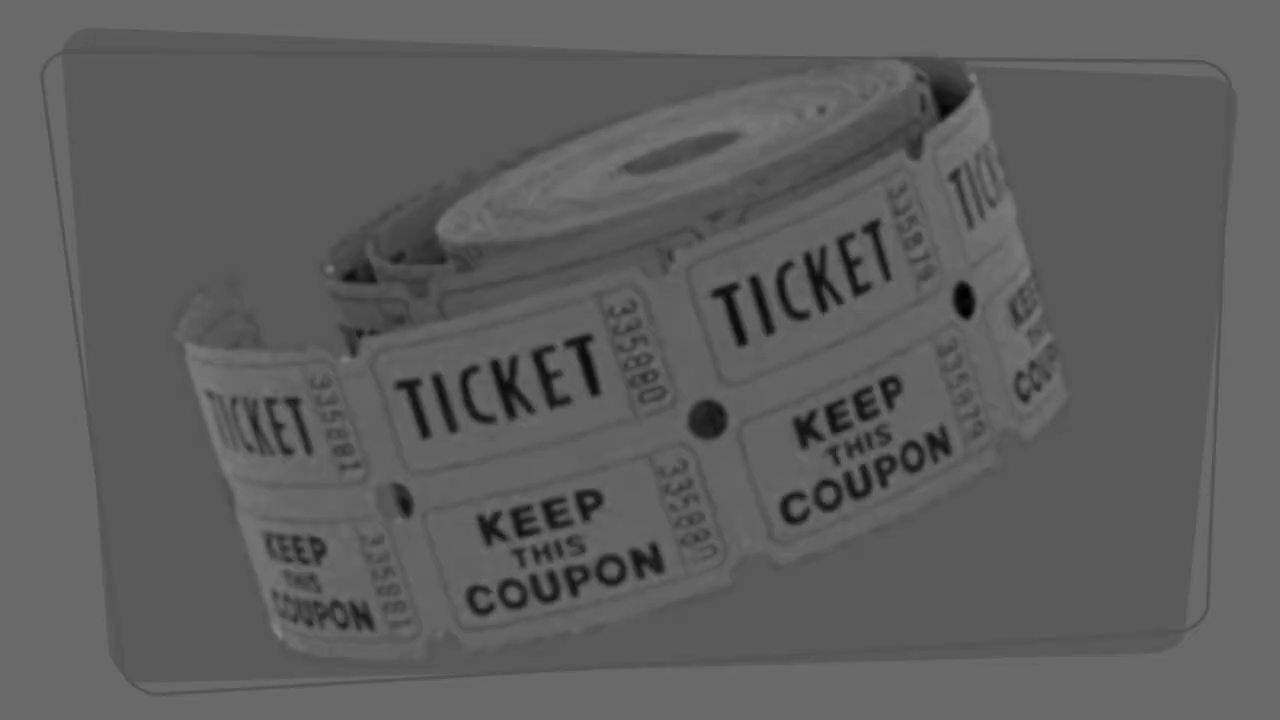 TICKET 335881
KEEP
THIS
COUPON
335881
TICKET 335880
KEEP
THIS
COUPON
335880
TICKET 335879
KEEP
THIS
COUPON
335879